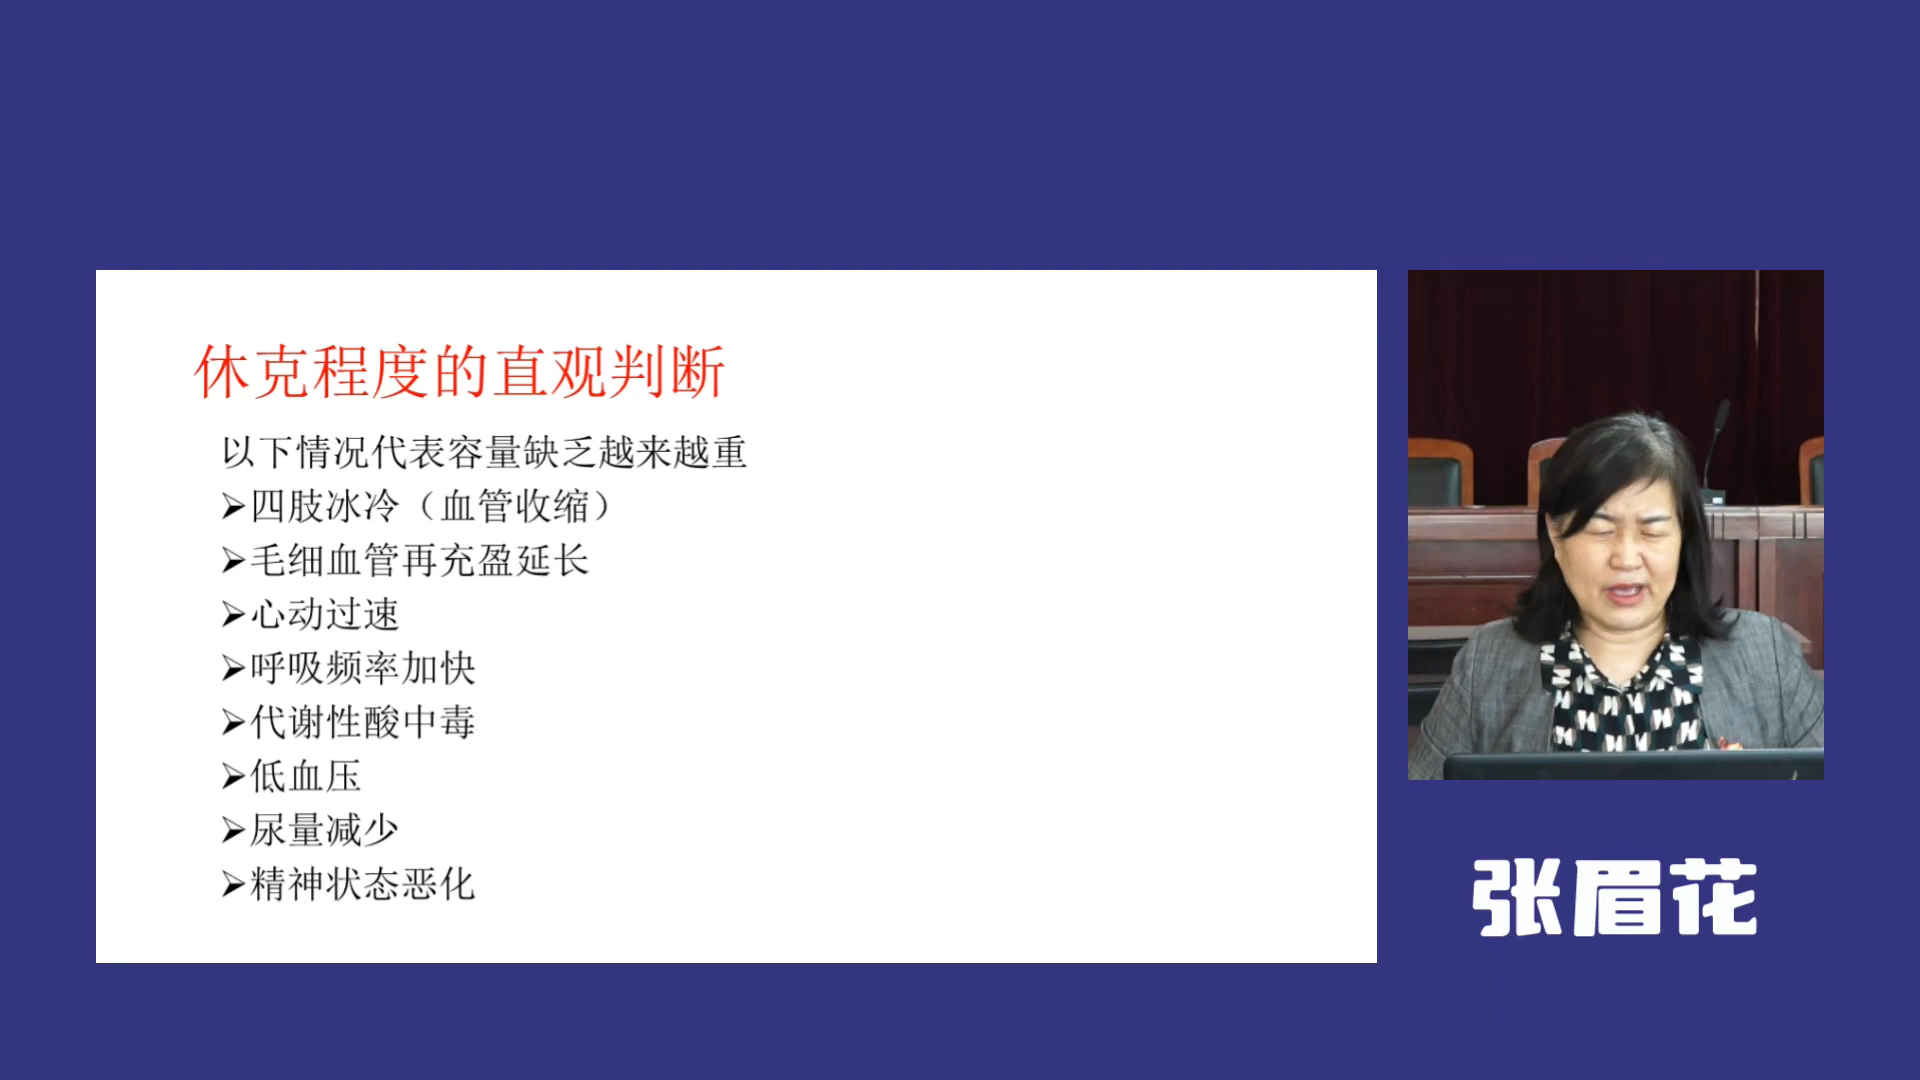 休克程度的直观判断
以下情况代表容量缺乏越来越重
➢四肢冰冷（血管收缩）
➢毛细血管再充盈延长
➢心动过速
➢呼吸频率加快
➢代谢性酸中毒
➢低血压
➢尿量减少
➢精神状态恶化
张眉花